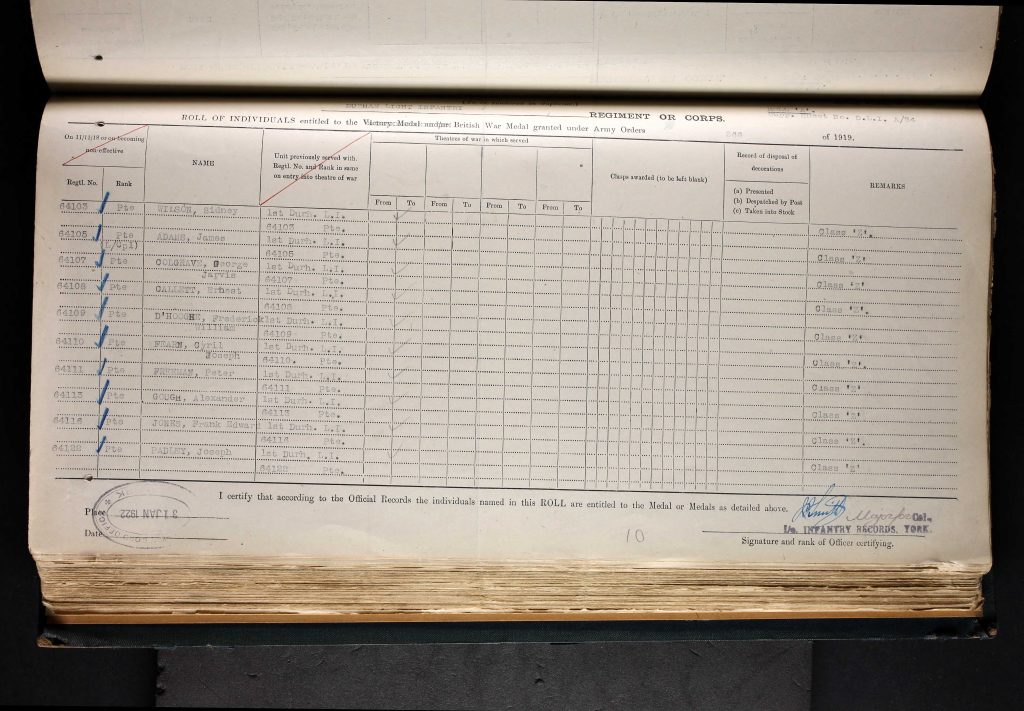 DURHAM LIGHT INFANTRY
REGIMENT OR CORPS.
ROLL OF INDIVIDUALS entitled to the Victory Medal and/or British War Medal granted under Army Orders 266 of 1919.
On 11/11/18 or on becoming non-effective
Regtl. No.
Rank
NAME
Unit previously served with. Regtl. No. and Rank in same on entry into theatre of war
Theatres of war in which served
From To From To From To From To
Clasps awarded (to be left blank)
Record of disposal of decorations
(a) Presented
(b) Despatched by Post
(c) Taken into Stock
REMARKS
64103 Pte WILSON, Sidney 1st Durh. L.I. Class 'Z'.
64103 Pte.
64105 Pte ADAMS, James 1st Durh. L.I. Class 'Z'
(L/Cpl) 64105 Pte.
64107 Pte COLGRAVE, George 1st Durh. L.I. Class 'Z'
Jarvis 64107 Pte.
64108 Pte Ernest 1st Durh. L.I. Class 'Z'.
64108 Pte.
64109 Pte D'HOOGHE, Frederick 1st Durh. L.I. Class 'Z'.
William 64109 Pte.
64110 Pte FEARN, Cyril 1st Durh. L.I. Class 'Z'.
Joseph 64110. Pte.
64111 Pte Peter 1st Durh. L.I. Class 'Z'
64111 Pte.
64113 Pte GOUGH, Alexander 1st Durh. L.I. Class 'Z'
64113 Pte.
64116 Pte JONES, Frank Edward 1st Durh. L.I. Class 'Z'.
64116 Pte.
64122 Pte PADLEY, Joseph 1st Durh. L.I. Class 'Z'
64122 Pte.
I certify that according to the Official Records the individuals named in this ROLL are entitled to the Medal or Medals as detailed above.
Place
31 JAN 1922
Date
10
Major for Col.,
I/c. INFANTRY RECORDS, YORK.
Signature and rank of Officer certifying.